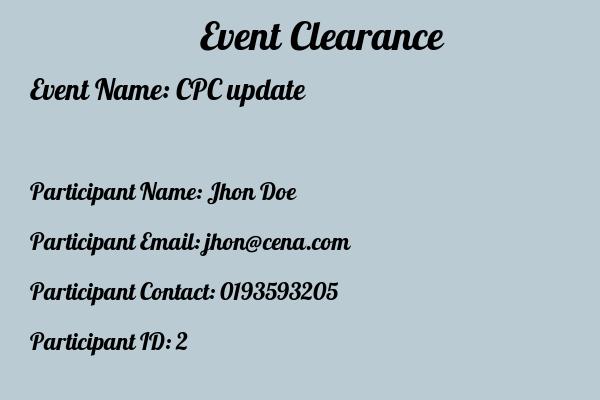 Event Clearance
Event Name: CPC update
Participant Name: Jhon Doe
Participant Email: jhon@cena.com
Participant Contact: 0193593205
Participant ID: 2